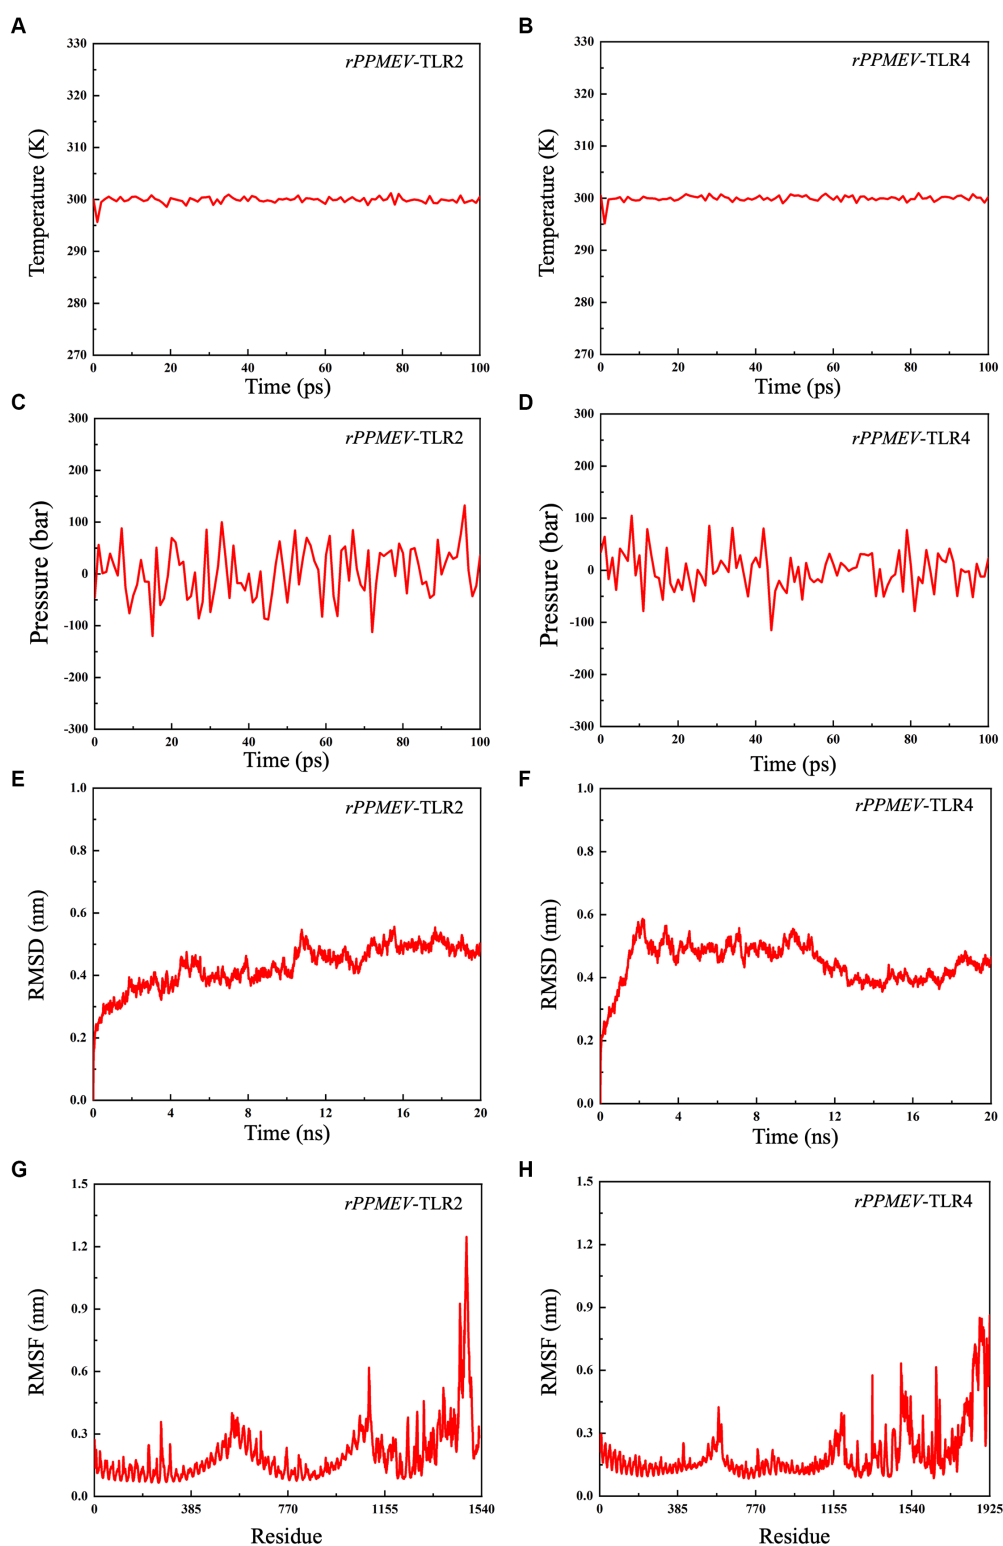 A
rPPMEV-TLR2
Temperature (K)
330
320
310
300
290
280
270
0 20 40 60 80 100
Time (ps)
B
rPPMEV-TLR4
Temperature (K)
330
320
310
300
290
280
270
0 20 40 60 80 100
Time (ps)
C
rPPMEV-TLR2
Pressure (bar)
300
200
100
0
-100
-200
-300
0 20 40 60 80 100
Time (ps)
D
rPPMEV-TLR4
Pressure (bar)
300
200
100
0
-100
-200
-300
0 20 40 60 80 100
Time (ps)
E
rPPMEV-TLR2
RMSD (nm)
1.0
0.8
0.6
0.4
0.2
0.0
0 4 8 12 16 20
Time (ns)
F
rPPMEV-TLR4
RMSD (nm)
1.0
0.8
0.6
0.4
0.2
0.0
0 4 8 12 16 20
Time (ns)
G
rPPMEV-TLR2
RMSF (nm)
1.5
1.2
0.9
0.6
0.3
0.0
0 385 770 1155 1540
Residue
H
rPPMEV-TLR4
RMSF (nm)
1.5
1.2
0.9
0.6
0.3
0.0
0 385 770 1155 1540 1925
Residue